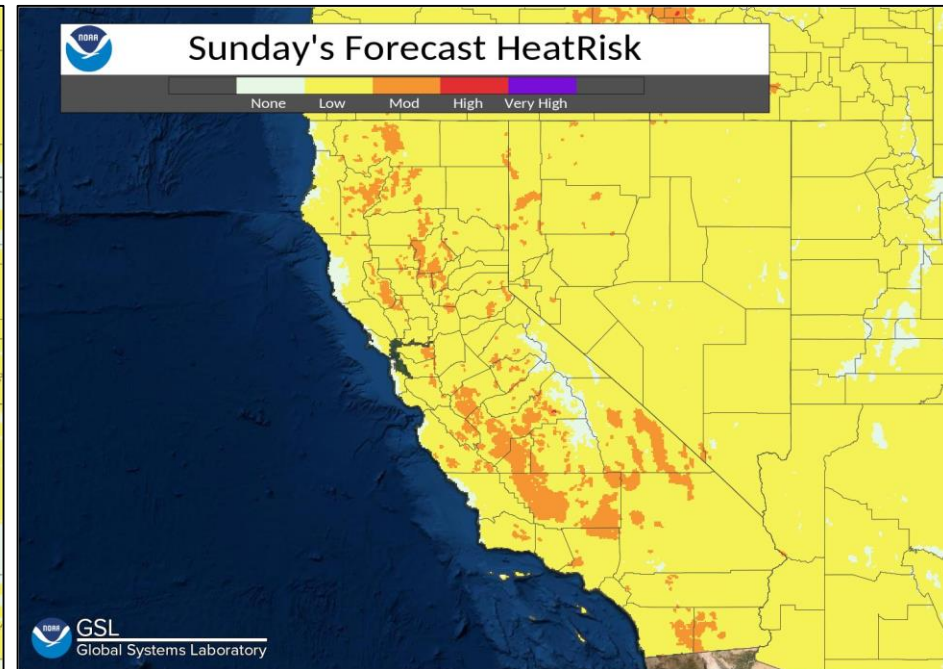 NOAA
Sunday's Forecast HeatRisk
None Low Mod High Very High
NOAA
GSL
Global Systems Laboratory